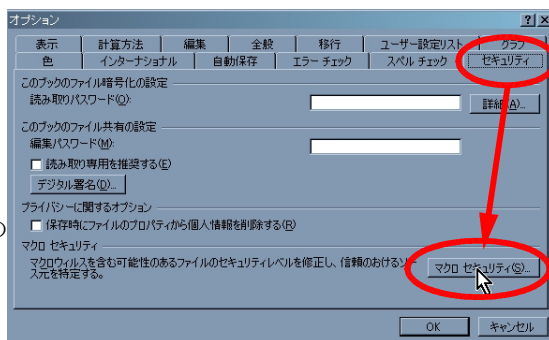 オプション
表示 計算方法 編集 全般 移行 ユーザー設定リスト グラフ
色 インターナショナル 自動保存 エラー チェック スペル チェック セキュリティ
このブックのファイル暗号化の設定
読み取りパスワード(O):
詳細(A)...
このブックのファイル共有の設定
編集パスワード(M):
読み取り専用を推奨する(E)
デジタル署名(D)...
プライバシーに関するオプション
保存時にファイルのプロパティから個人情報を削除する(R)
マクロ セキュリティ
マクロウィルスを含む可能性のあるファイルのセキュリティレベルを修正し、信頼のおけるソー
ス元を特定する。
マクロ セキュリティ(S)...
OK キャンセル